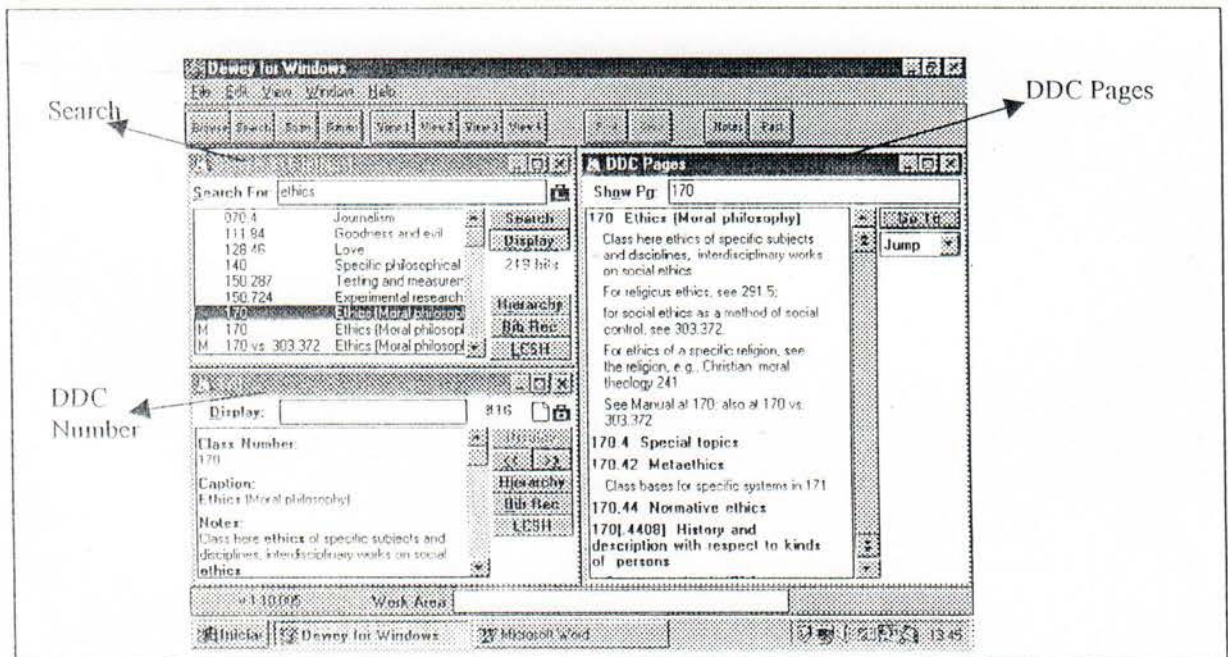 Search
DDC Pages
DDC
Number
Dewey for Windows
File Edit View Window Help
Browse Search View 1 View 2 View 3 View 4 Notes Past
Search For: ethics
070.4 Journalism
111.84 Goodness and evil
128.46 Love
140 Specific philosophical
150.287 Testing and measurem
150.724 Experimental research
170 Ethics (Moral philosop
M 170 Ethics (Moral philosopl
M 170 vs. 303.372 Ethics (Moral philosopl
Search
Display
219 hits
Hierarchy
Bib Rec
LCSH
Display:
Class Number:
170
Caption:
Ethics (Moral philosophy)
Notes:
Class here ethics of specific subjects and
disciplines, interdisciplinary works on social
ethics
<< >>
Hierarchy
Bib Rec
LCSH
DDC Pages
Show Pg: 170
Go To
Jump
170 Ethics (Moral philosophy)
Class here ethics of specific subjects
and disciplines, interdisciplinary works
on social ethics
For religious ethics, see 291.5;
for social ethics as a method of social
control, see 303.372
For ethics of a specific religion, see
the religion, e.g., Christian moral
theology 241
See Manual at 170; also at 170 vs.
303.372
170.4 Special topics
170.42 Metaethics
Class bases for specific systems in 171
170.44 Normative ethics
170[.4408] History and
description with respect to kinds
of persons
v 1.10.005 Work Area
Iniciar Dewey for Windows Microsoft Word 13:45